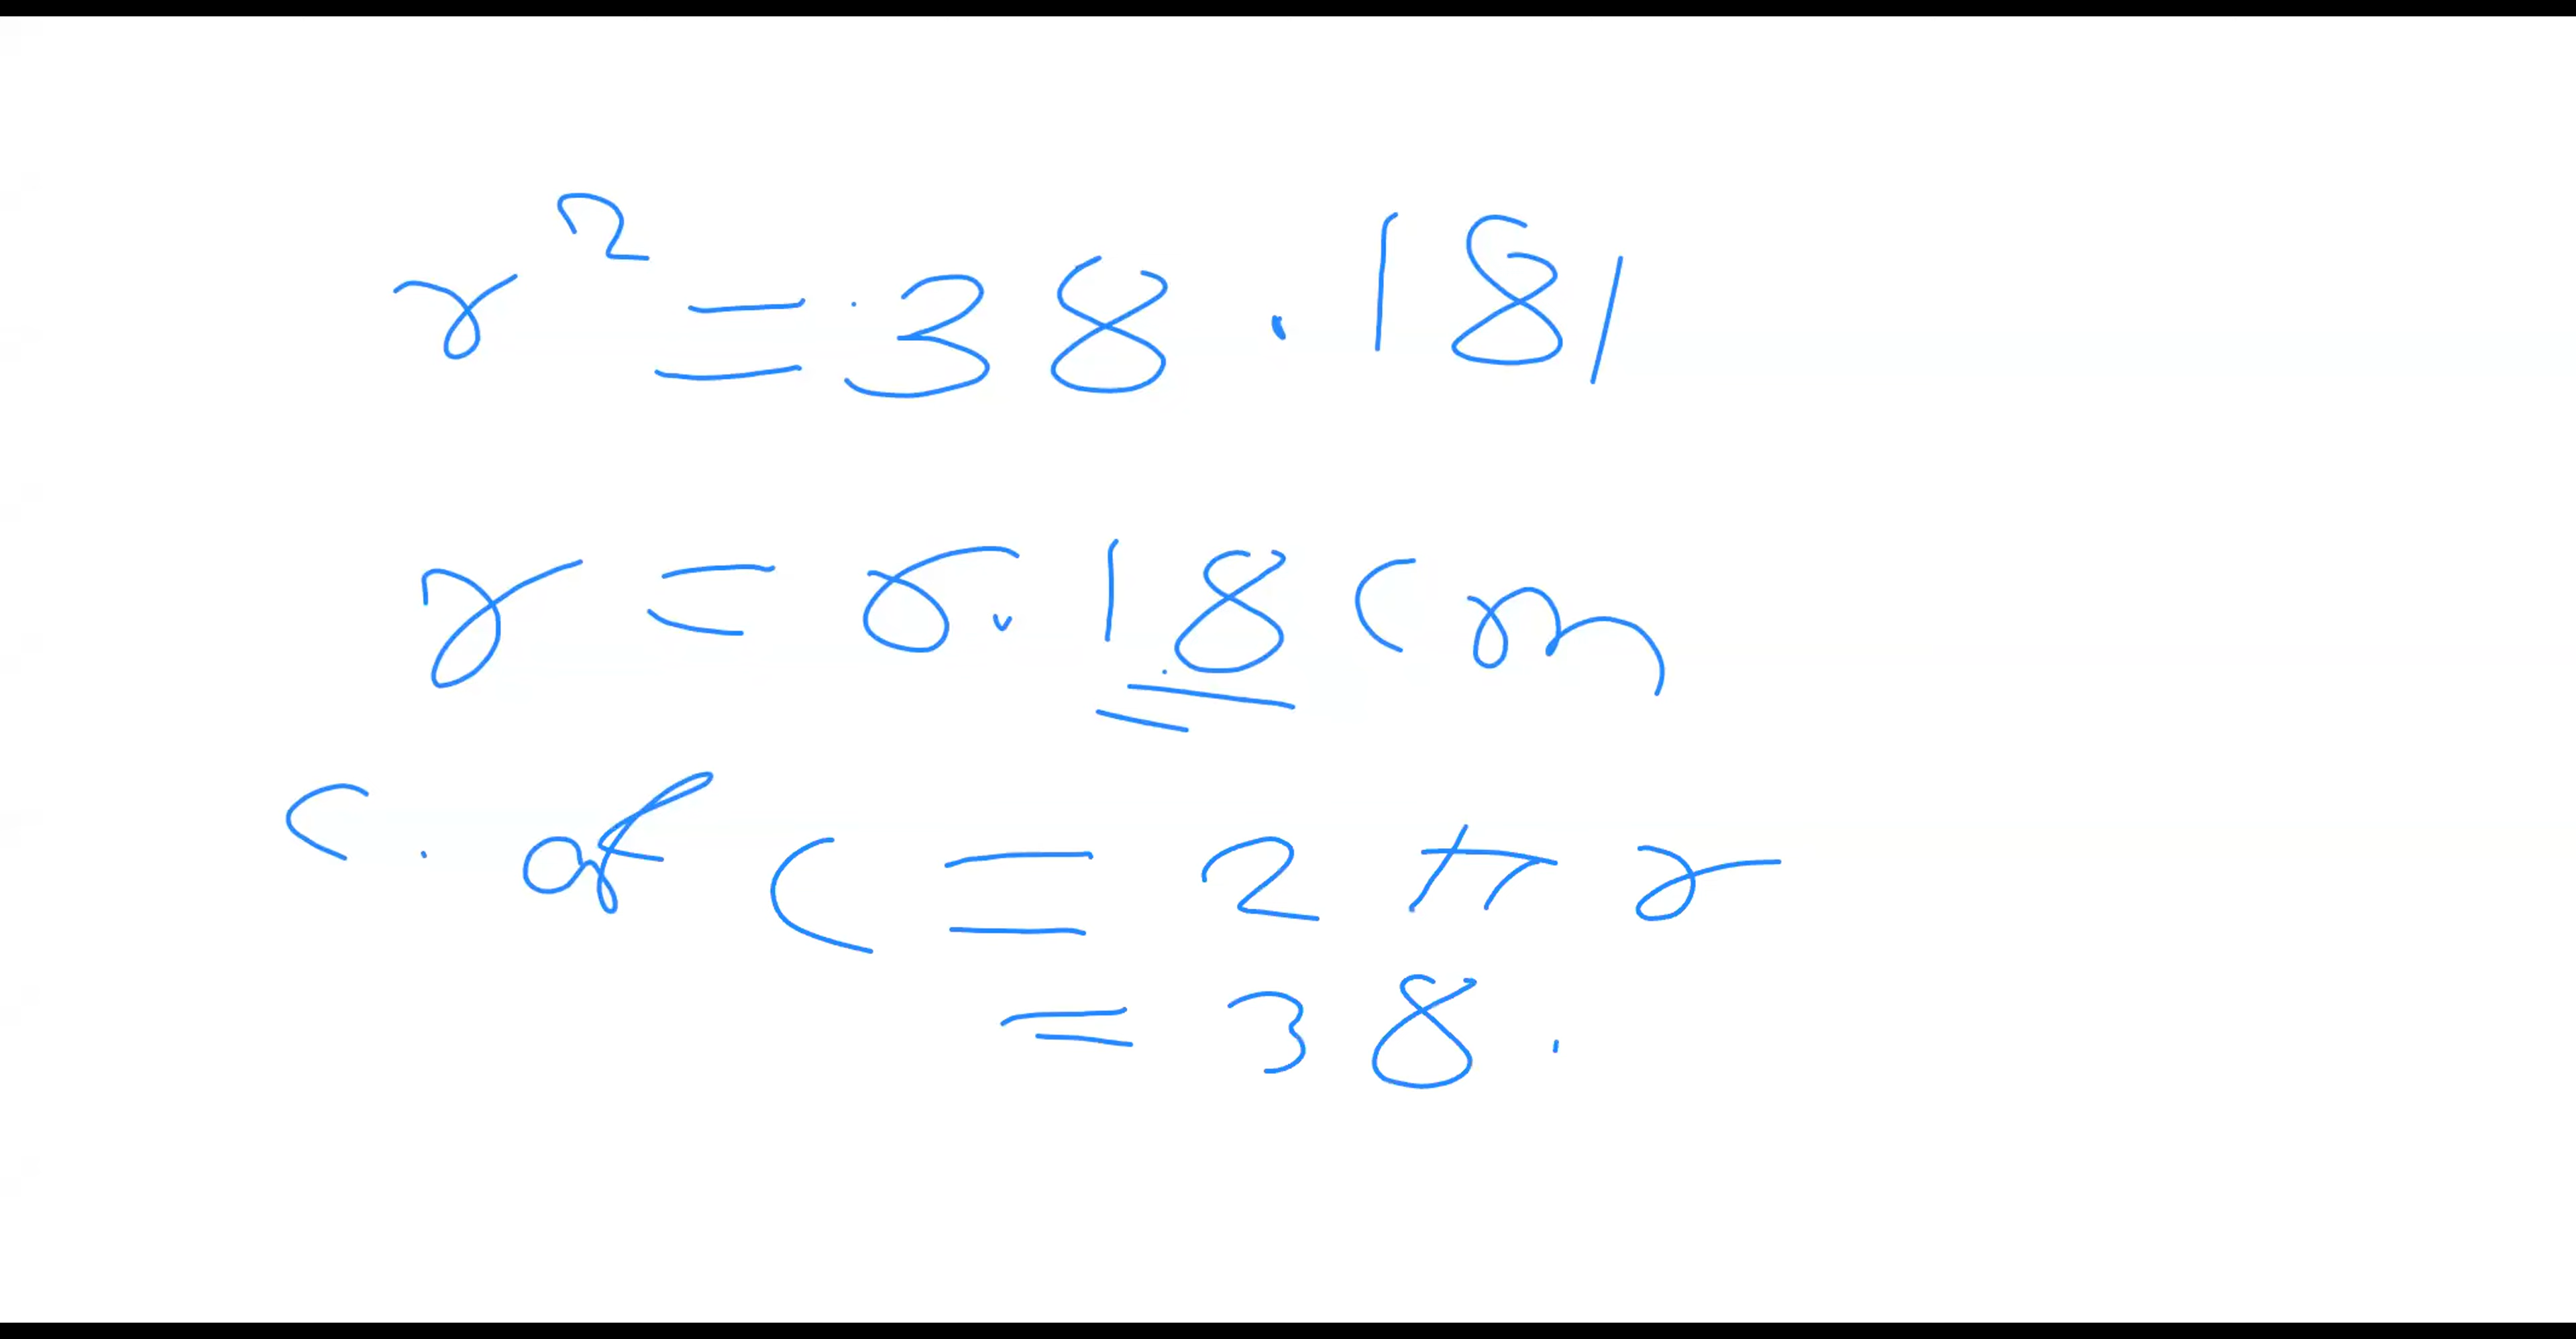 r² = 38.181
r = 6.18 cm
C. of C = 2πr
= 38.